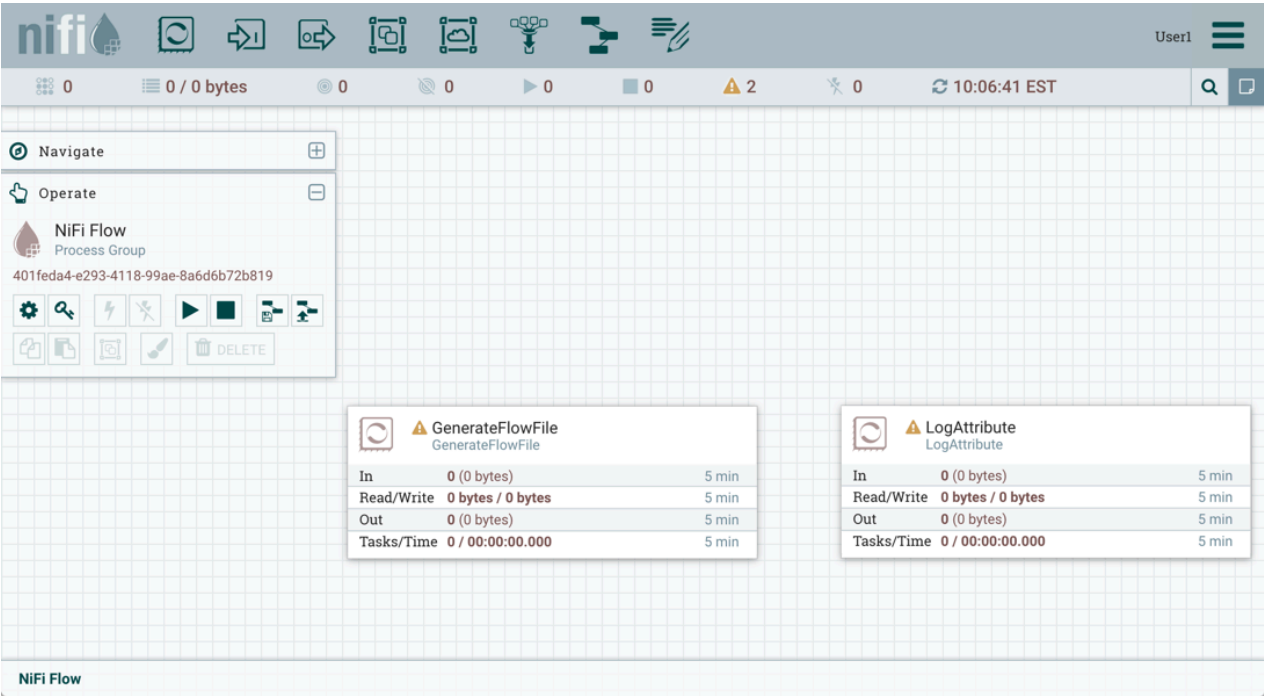 nifi
User1
0 0 / 0 bytes 0 0 0 0 2 0 10:06:41 EST
Navigate
Operate
NiFi Flow
Process Group
401feda4-e293-4118-99ae-8a6d6b72b819
DELETE
GenerateFlowFile
GenerateFlowFile
In 0 (0 bytes) 5 min
Read/Write 0 bytes / 0 bytes 5 min
Out 0 (0 bytes) 5 min
Tasks/Time 0 / 00:00:00.000 5 min
LogAttribute
LogAttribute
In 0 (0 bytes) 5 min
Read/Write 0 bytes / 0 bytes 5 min
Out 0 (0 bytes) 5 min
Tasks/Time 0 / 00:00:00.000 5 min
NiFi Flow